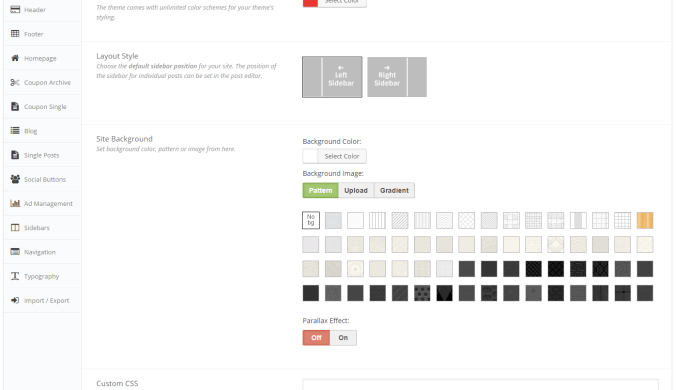 Header
Footer
Homepage
Coupon Archive
Coupon Single
Blog
Single Posts
Social Buttons
Ad Management
Sidebars
Navigation
Typography
Import / Export
The theme comes with unlimited color schemes for your theme's
styling.
Select Color
Layout Style
Choose the default sidebar position for your site. The position of
the sidebar for individual posts can be set in the post editor.
Left
Sidebar
Right
Sidebar
Site Background
Set background color, pattern or image from here.
Background Color:
Select Color
Background Image:
Pattern Upload Gradient
No
bg
Parallax Effect:
Off On
Custom CSS